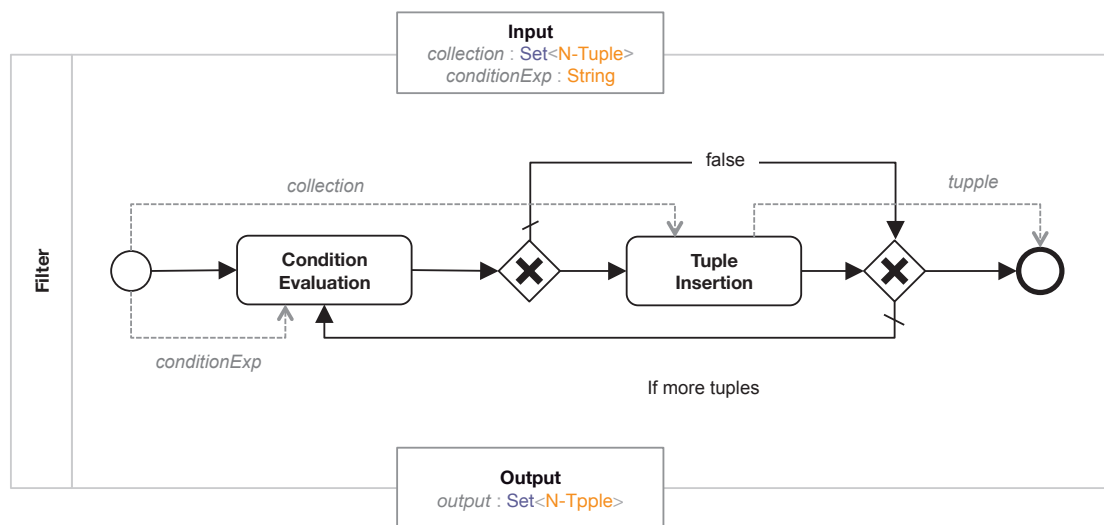 Input
collection : Set<N-Tuple>
conditionExp : String
false
collection
tupple
Filter
Condition
Evaluation
Tuple
Insertion
conditionExp
If more tuples
Output
output : Set<N-Tpple>